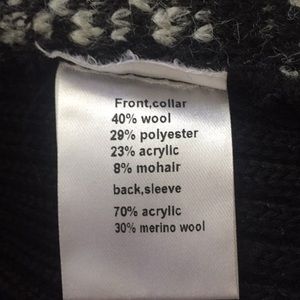 Front,collar
40% wool
29% polyester
23% acrylic
8% mohair
back,sleeve
70% acrylic
30% merino wool